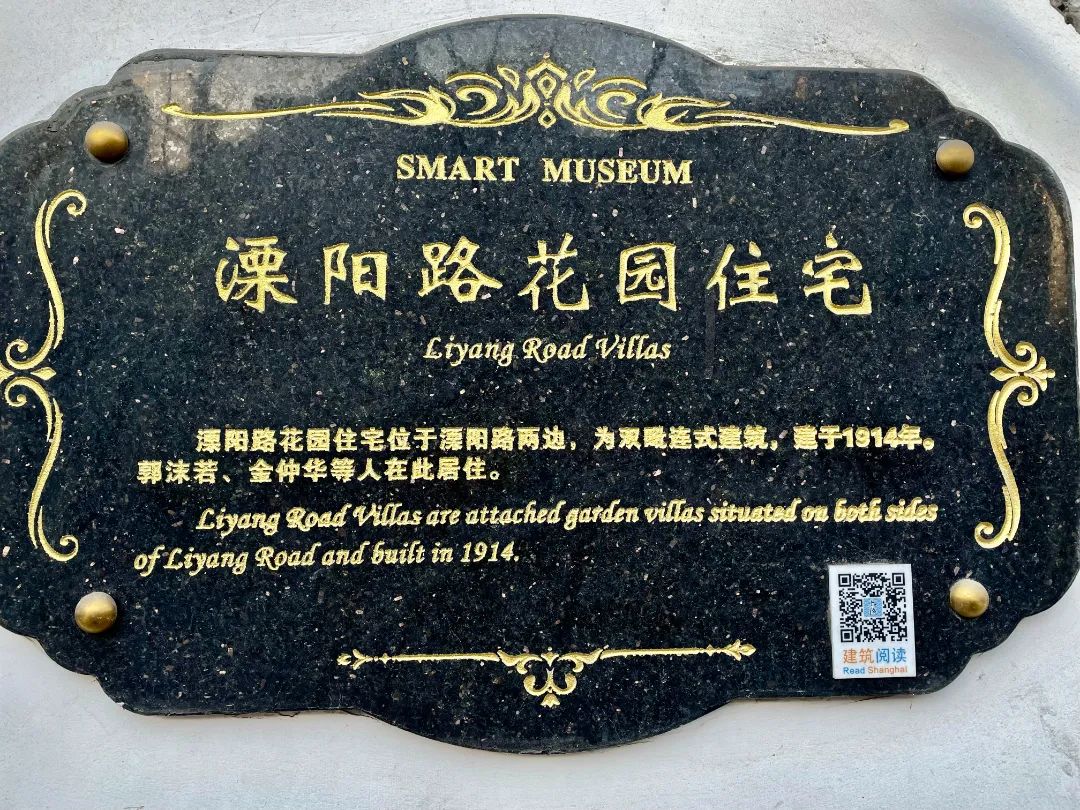 SMART MUSEUM
溧阳路花园住宅
Liyang Road Villas
溧阳路花园住宅位于溧阳路两边，为双毗连式建筑，建于1914年。
郭沫若、金仲华等人在此居住。
Liyang Road Villas are attached garden villas situated on both sides
of Liyang Road and built in 1914.
建筑阅读
Read Shanghai